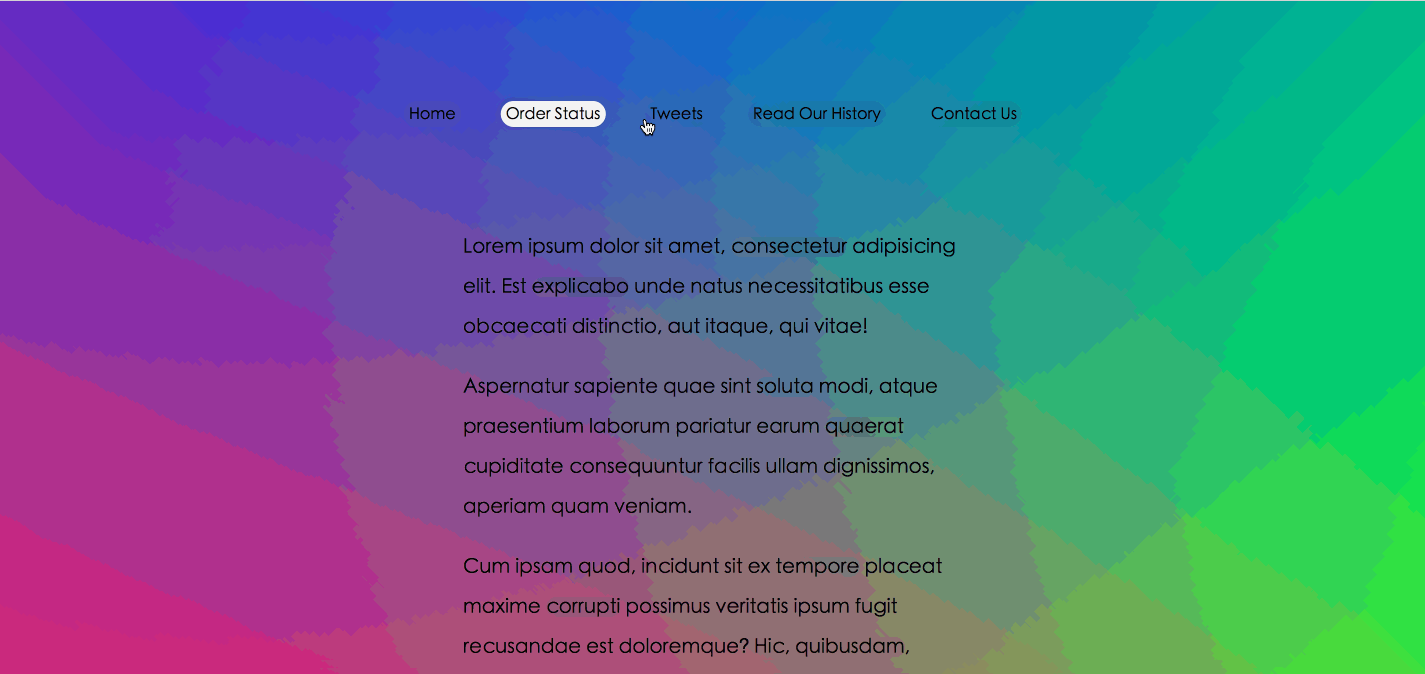 Home Order Status Tweets Read Our History Contact Us
Lorem ipsum dolor sit amet, consectetur adipisicing
elit. Est explicabo unde natus necessitatibus esse
obcaecati distinctio, aut itaque, qui vitae!
Aspernatur sapiente quae sint soluta modi, atque
praesentium laborum pariatur earum quaerat
cupiditate consequuntur facilis ullam dignissimos,
aperiam quam veniam.
Cum ipsam quod, incidunt sit ex tempore placeat
maxime corrupti possimus veritatis ipsum fugit
recusandae est doloremque? Hic, quibusdam,